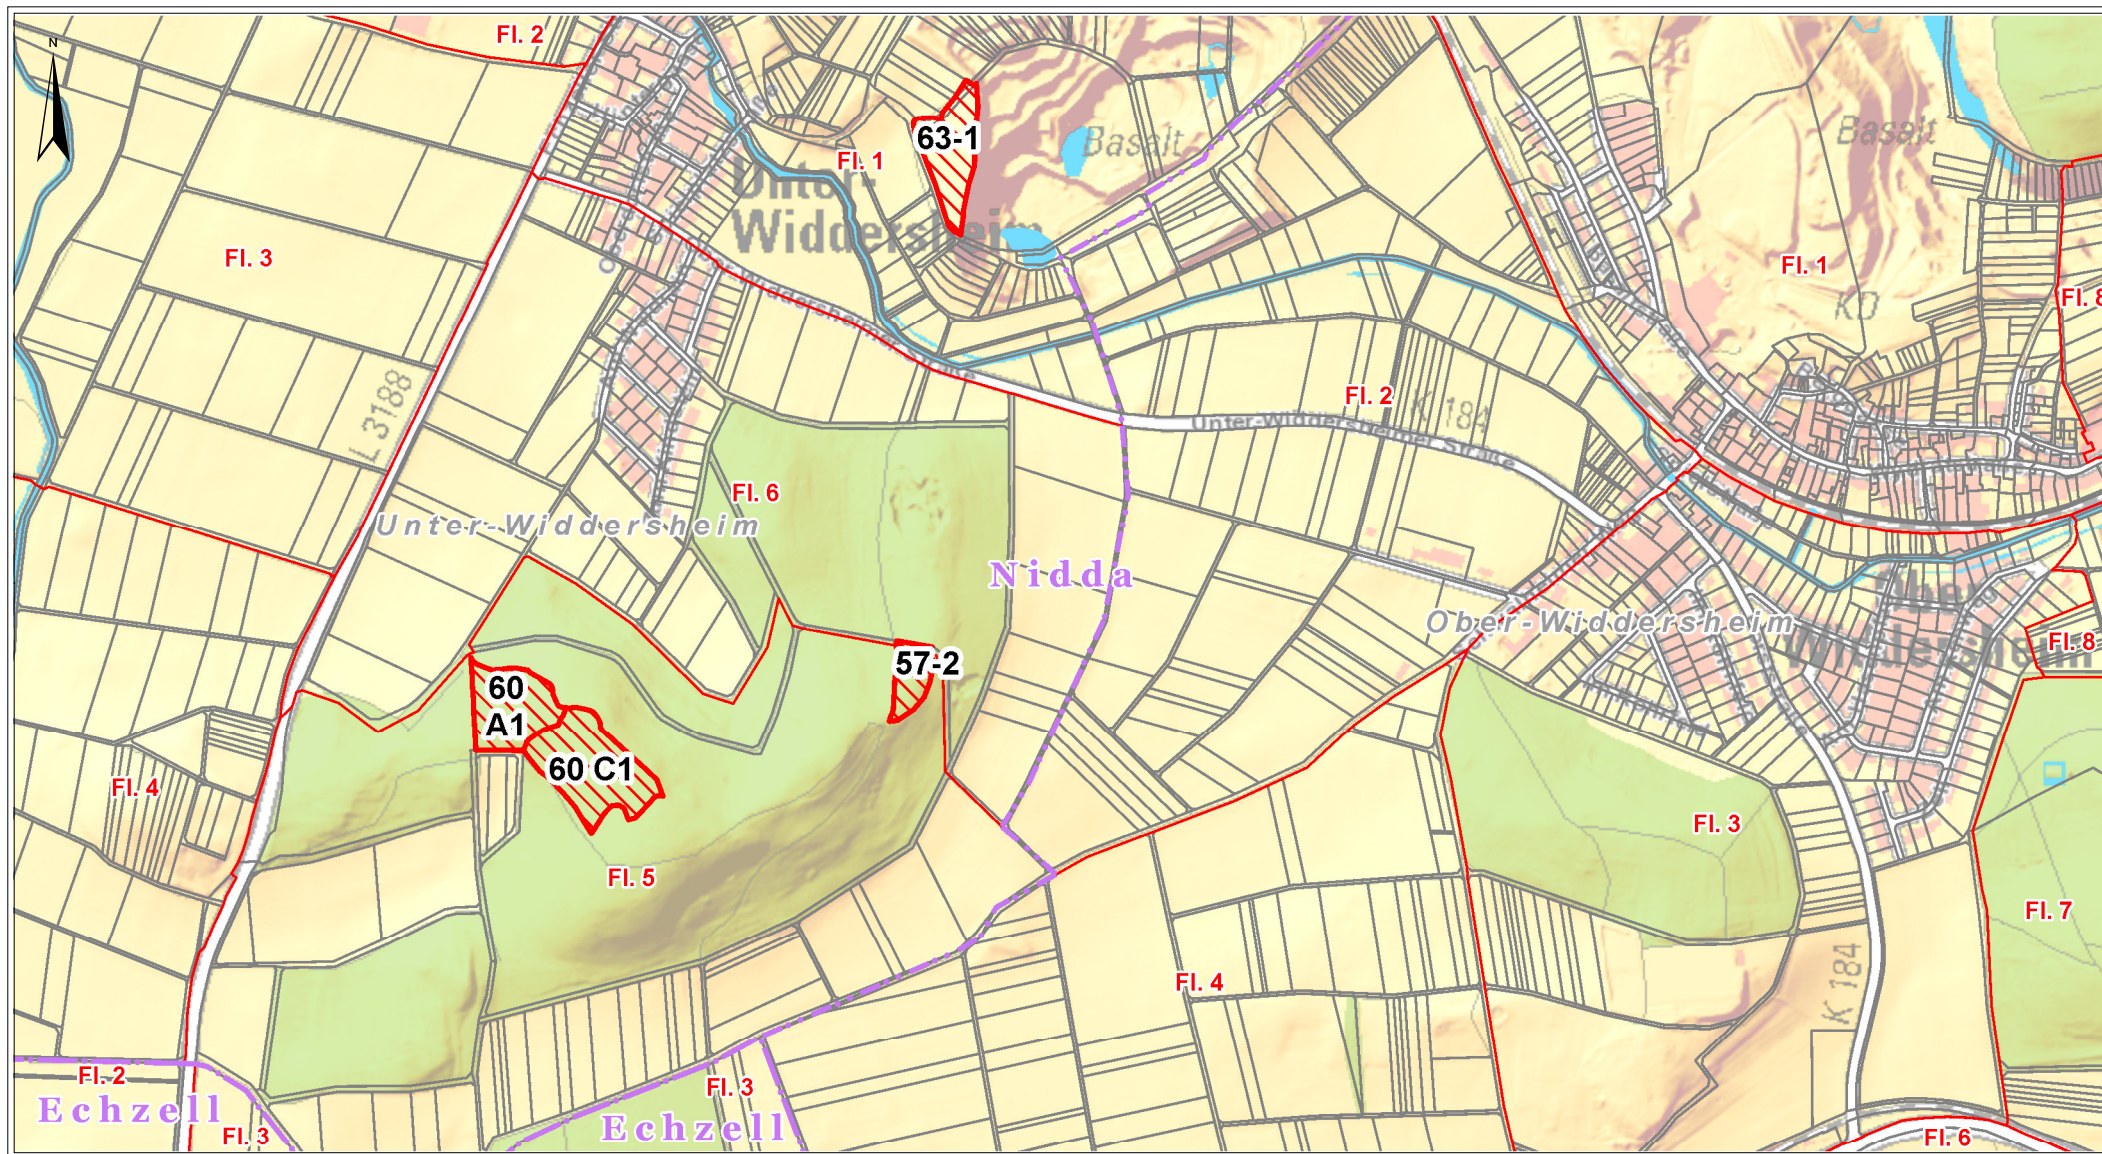 Fl. 2
N
63-1
Basalt
Basalt
Fl. 1
Unter-
Widdersheim
Fl. 3
Fl. 1
Fl. 8
KD
L 3188
Fl. 2
K 184
Unter-Widdersheimer Straße
Fl. 6
Unter-Widdersheim
Nidda
Ober-Widdersheim
Ober-
Widdersheim
Fl. 8
57-2
60
A1
60 C1
Fl. 4
Fl. 3
Fl. 5
Fl. 7
Fl. 4
K 184
Fl. 2
Echzell
Fl. 3
Fl. 3
Echzell
Fl. 6